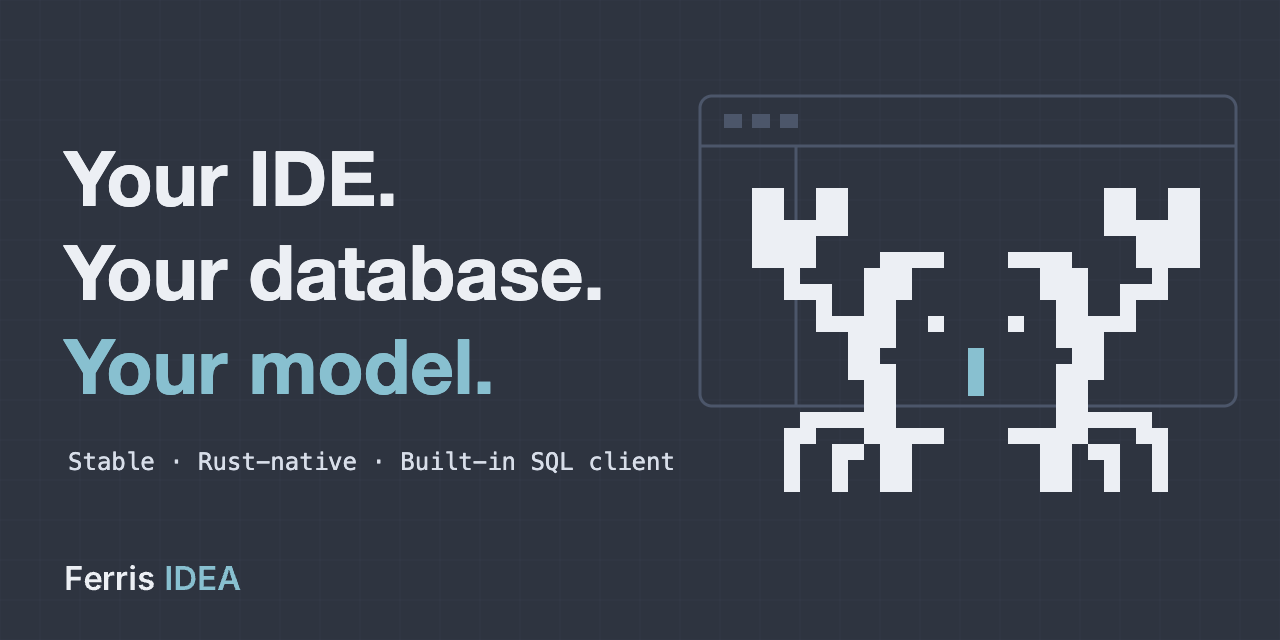 Your IDE.
Your database.
Your model.
Stable · Rust-native · Built-in SQL client
Ferris IDEA